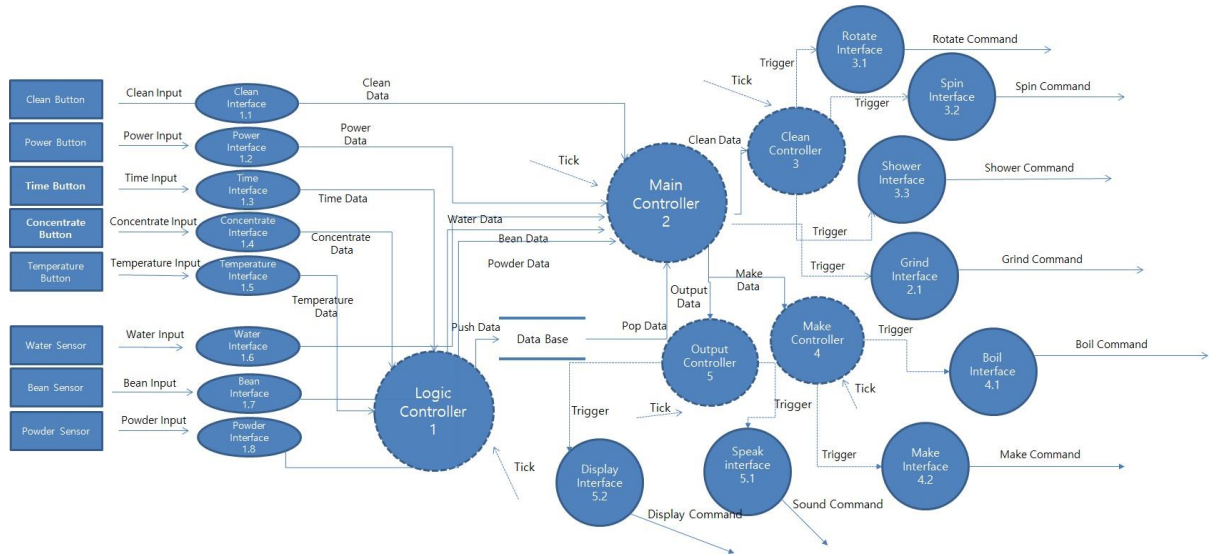 Clean Button
Clean Input
Clean
Interface
1.1
Clean
Data
Power Button
Power Input
Power
Interface
1.2
Power
Data
Time Button
Time Input
Time
Interface
1.3
Time Data
Concentrate
Button
Concentrate Input
Concentrate
Interface
1.4
Concentrate
Data
Temperature
Button
Temperature Input
Temperature
Interface
1.5
Temperature
Data
Water Sensor
Water Input
Water
Interface
1.6
Water Data
Bean Sensor
Bean Input
Bean
Interface
1.7
Bean Data
Powder Sensor
Powder Input
Powder
Interface
1.8
Powder Data
Logic
Controller
1
Tick
Push Data
Data Base
Pop Data
Tick
Main
Controller
2
Clean Data
Output
Data
Make
Data
Tick
Clean
Controller
3
Trigger
Rotate
Interface
3.1
Rotate Command
Trigger
Spin
Interface
3.2
Spin Command
Trigger
Shower
Interface
3.3
Shower Command
Trigger
Grind
Interface
2.1
Grind Command
Make
Controller
4
Tick
Trigger
Boil
Interface
4.1
Boil Command
Trigger
Make
Interface
4.2
Make Command
Output
Controller
5
Tick
Trigger
Speak
interface
5.1
Sound Command
Trigger
Display
Interface
5.2
Display Command